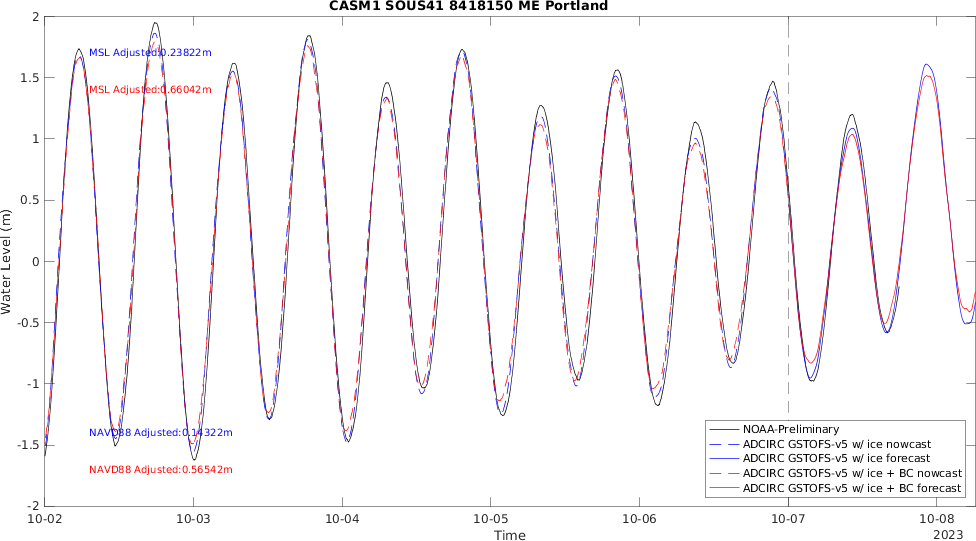 CASM1 SOUS41 8418150 ME Portland
Water Level (m)
2
1.5
1
0.5
0
-0.5
-1
-1.5
-2
MSL Adjusted:0.23822m
MSL Adjusted:0.66042m
NAVD88 Adjusted:0.14322m
NAVD88 Adjusted:0.56542m
NOAA-Preliminary
ADCIRC GSTOFS-v5 w/ ice nowcast
ADCIRC GSTOFS-v5 w/ ice forecast
ADCIRC GSTOFS-v5 w/ ice + BC nowcast
ADCIRC GSTOFS-v5 w/ ice + BC forecast
10-02 10-03 10-04 10-05 10-06 10-07 10-08
Time
2023